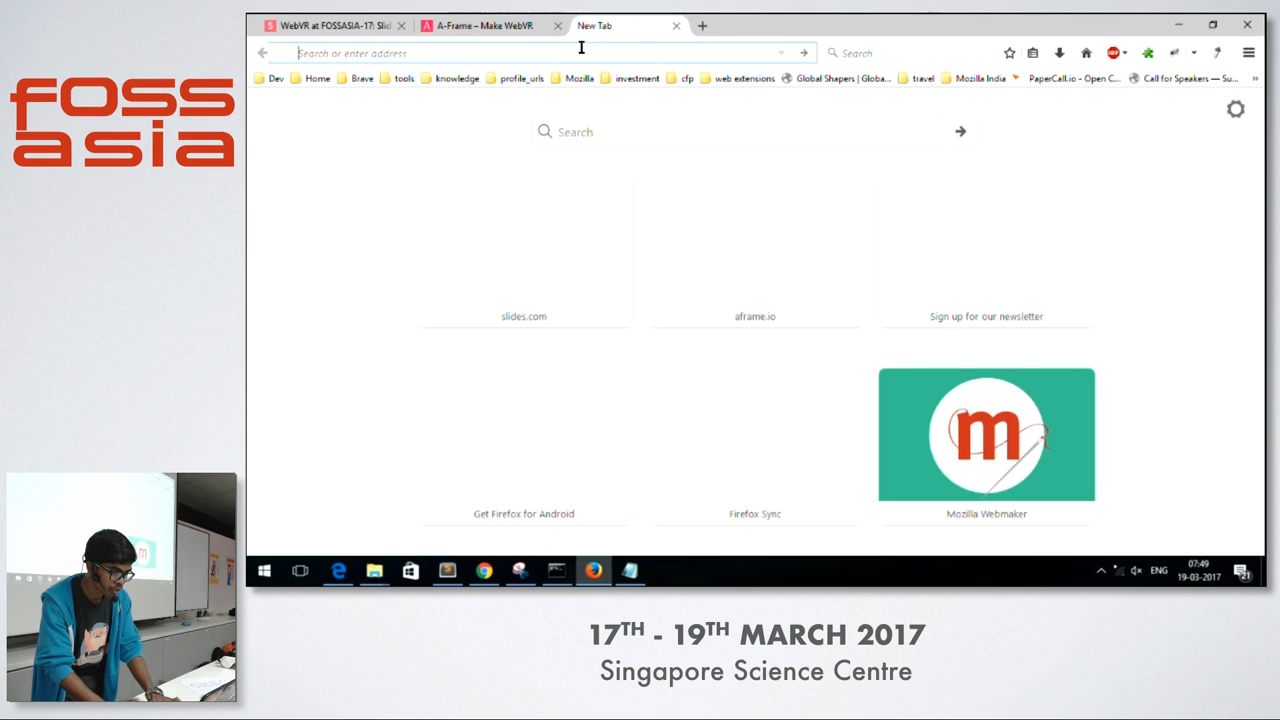 foss
asia
WebVR at FOSSASIA-17: Slid
A-Frame – Make WebVR
New Tab
Search or enter address
Search
Dev
Home
Brave
tools
knowledge
profile_urls
Mozilla
investment
cfp
web extensions
Global Shapers | Globa...
travel
Mozilla India
PaperCall.io - Open C...
Call for Speakers — Su...
Search
slides.com
aframe.io
Sign up for our newsletter
m
Get Firefox for Android
Firefox Sync
Mozilla Webmaker
ENG
07:49
19-03-2017
21
17TH - 19TH MARCH 2017
Singapore Science Centre